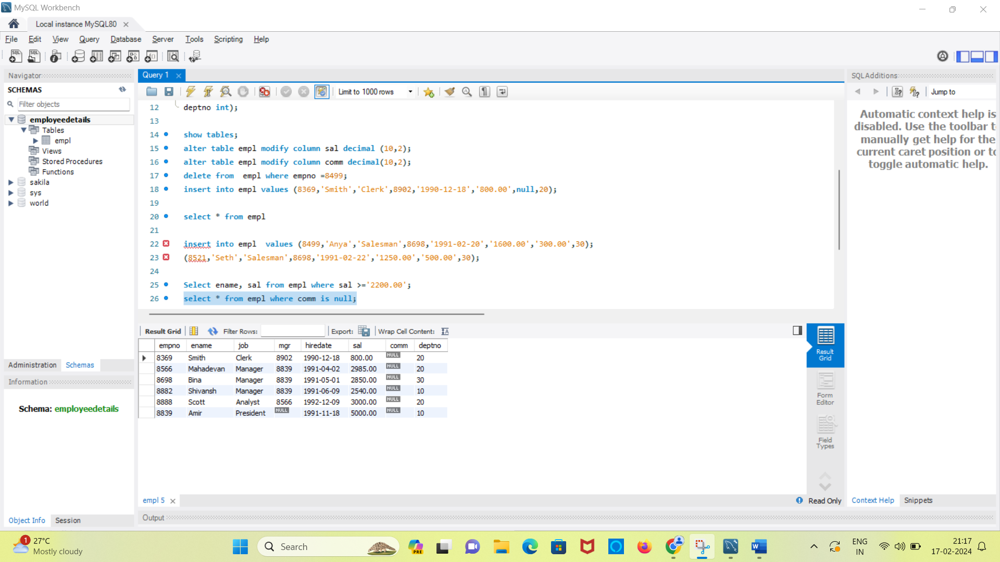 MySQL Workbench
Local instance MySQL80
File Edit View Query Database Server Tools Scripting Help
Navigator
SCHEMAS
Filter objects
employeedetails
Tables
empl
Views
Stored Procedures
Functions
sakila
sys
world
Administration Schemas
Information
Schema: employeedetails
Object Info Session
Query 1
Limit to 1000 rows
12 deptno int);
13
14 show tables;
15 alter table empl modify column sal decimal (10,2);
16 alter table empl modify column comm decimal(10,2);
17 delete from empl where empno =8499;
18 insert into empl values (8369,'Smith','Clerk',8902,'1990-12-18','800.00',null,20);
19
20 select * from empl
21
22 insert into empl values (8499,'Anya','Salesman',8698,'1991-02-20','1600.00','300.00',30);
23 (8521,'Seth','Salesman',8698,'1991-02-22','1250.00','500.00',30);
24
25 Select ename, sal from empl where sal >='2200.00';
26 select * from empl where comm is null;
Result Grid Filter Rows: Export: Wrap Cell Content: IA
empno ename job mgr hiredate sal comm deptno
8369 Smith Clerk 8902 1990-12-18 800.00 NULL 20
8566 Mahadevan Manager 8839 1991-04-02 2985.00 NULL 20
8698 Bina Manager 8839 1991-05-01 2850.00 NULL 30
8882 Shivansh Manager 8839 1991-06-09 2540.00 NULL 10
8888 Scott Analyst 8566 1992-12-09 3000.00 NULL 20
8839 Amir President NULL 1991-11-18 5000.00 NULL 10
Result
Grid
Form
Editor
Field
Types
empl 5
Read Only
Output
SQLAdditions
Jump to
Automatic context help is
disabled. Use the toolbar t
manually get help for the
current caret position or to
toggle automatic help.
Context Help Snippets
1
27°C
Mostly cloudy
Search
PRE
ENG
IN
21:17
17-02-2024